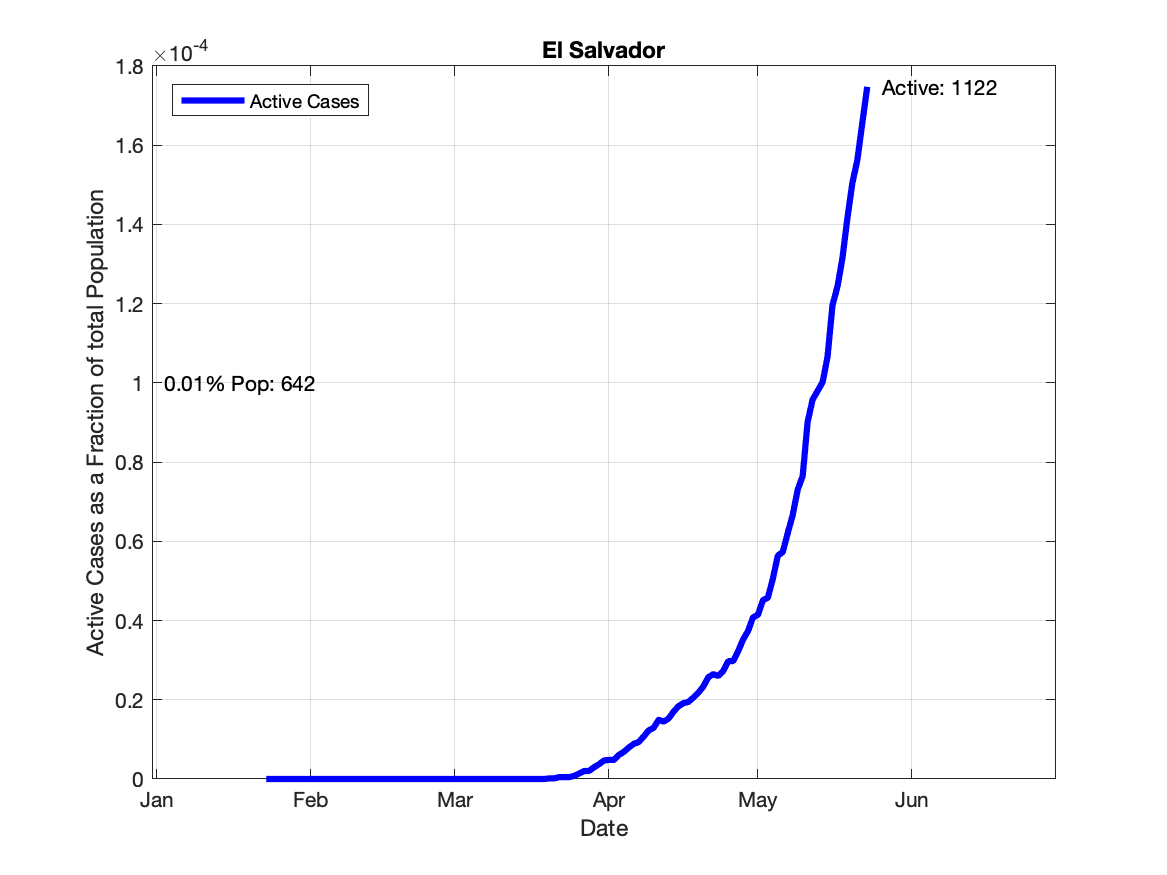 El Salvador
×10^-4
Active Cases
Active: 1122
1.8
1.6
1.4
1.2
1
0.01% Pop: 642
0.8
0.6
0.4
0.2
0
Active Cases as a Fraction of total Population
Jan Feb Mar Apr May Jun
Date